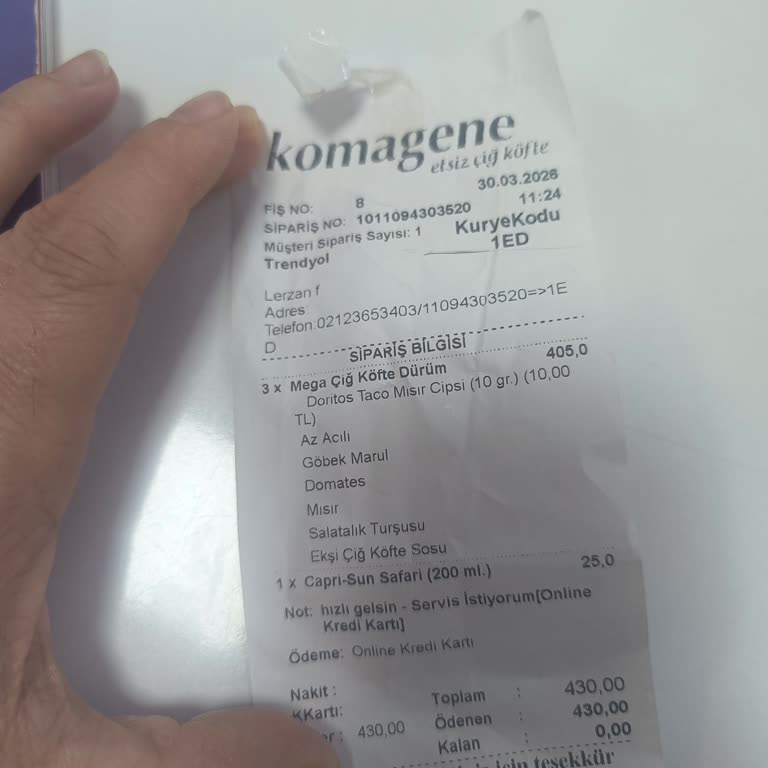 komagene
etsiz çiğ köfte
30.03.2026
FİŞ NO: 8 11:24
SİPARİŞ NO: 1011094303520
Müşteri Sipariş Sayısı: 1 KuryeKodu
Trendyol 1ED
Lerzan f
Adres
Telefon:02123653403/11094303520=>1E
D
SİPARİŞ BİLGİSİ
3 x Mega Çiğ Köfte Dürüm 405,0
Doritos Taco Mısır Cipsi (10 gr.) (10,00
TL)
Az Acılı
Göbek Marul
Domates
Mısır
Salatalık Turşusu
Ekşi Çiğ Köfte Sosu
1 x Capri-Sun Safari (200 ml.) 25,0
Not: hızlı gelsin - Servis İstiyorum[Online
Kredi Kartı]
Ödeme: Online Kredi Kartı
Nakit : Toplam : 430,00
KKartı: Ödenen : 430,00
430,00 Kalan : 0,00
için teşekkür